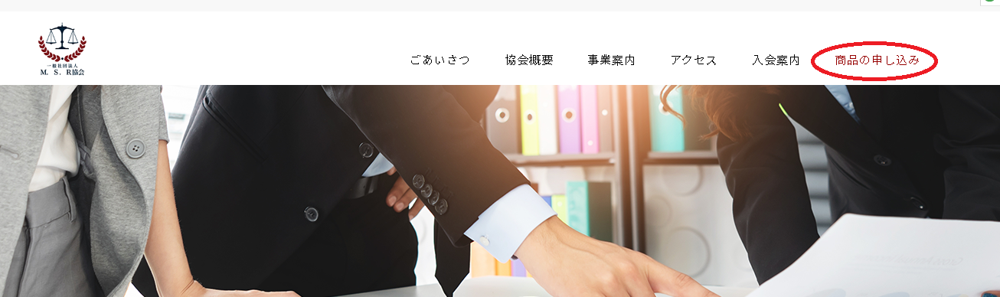 一般社団法人
M. S. R協会
ごあいさつ 協会概要 事業案内 アクセス 入会案内 商品の申し込み